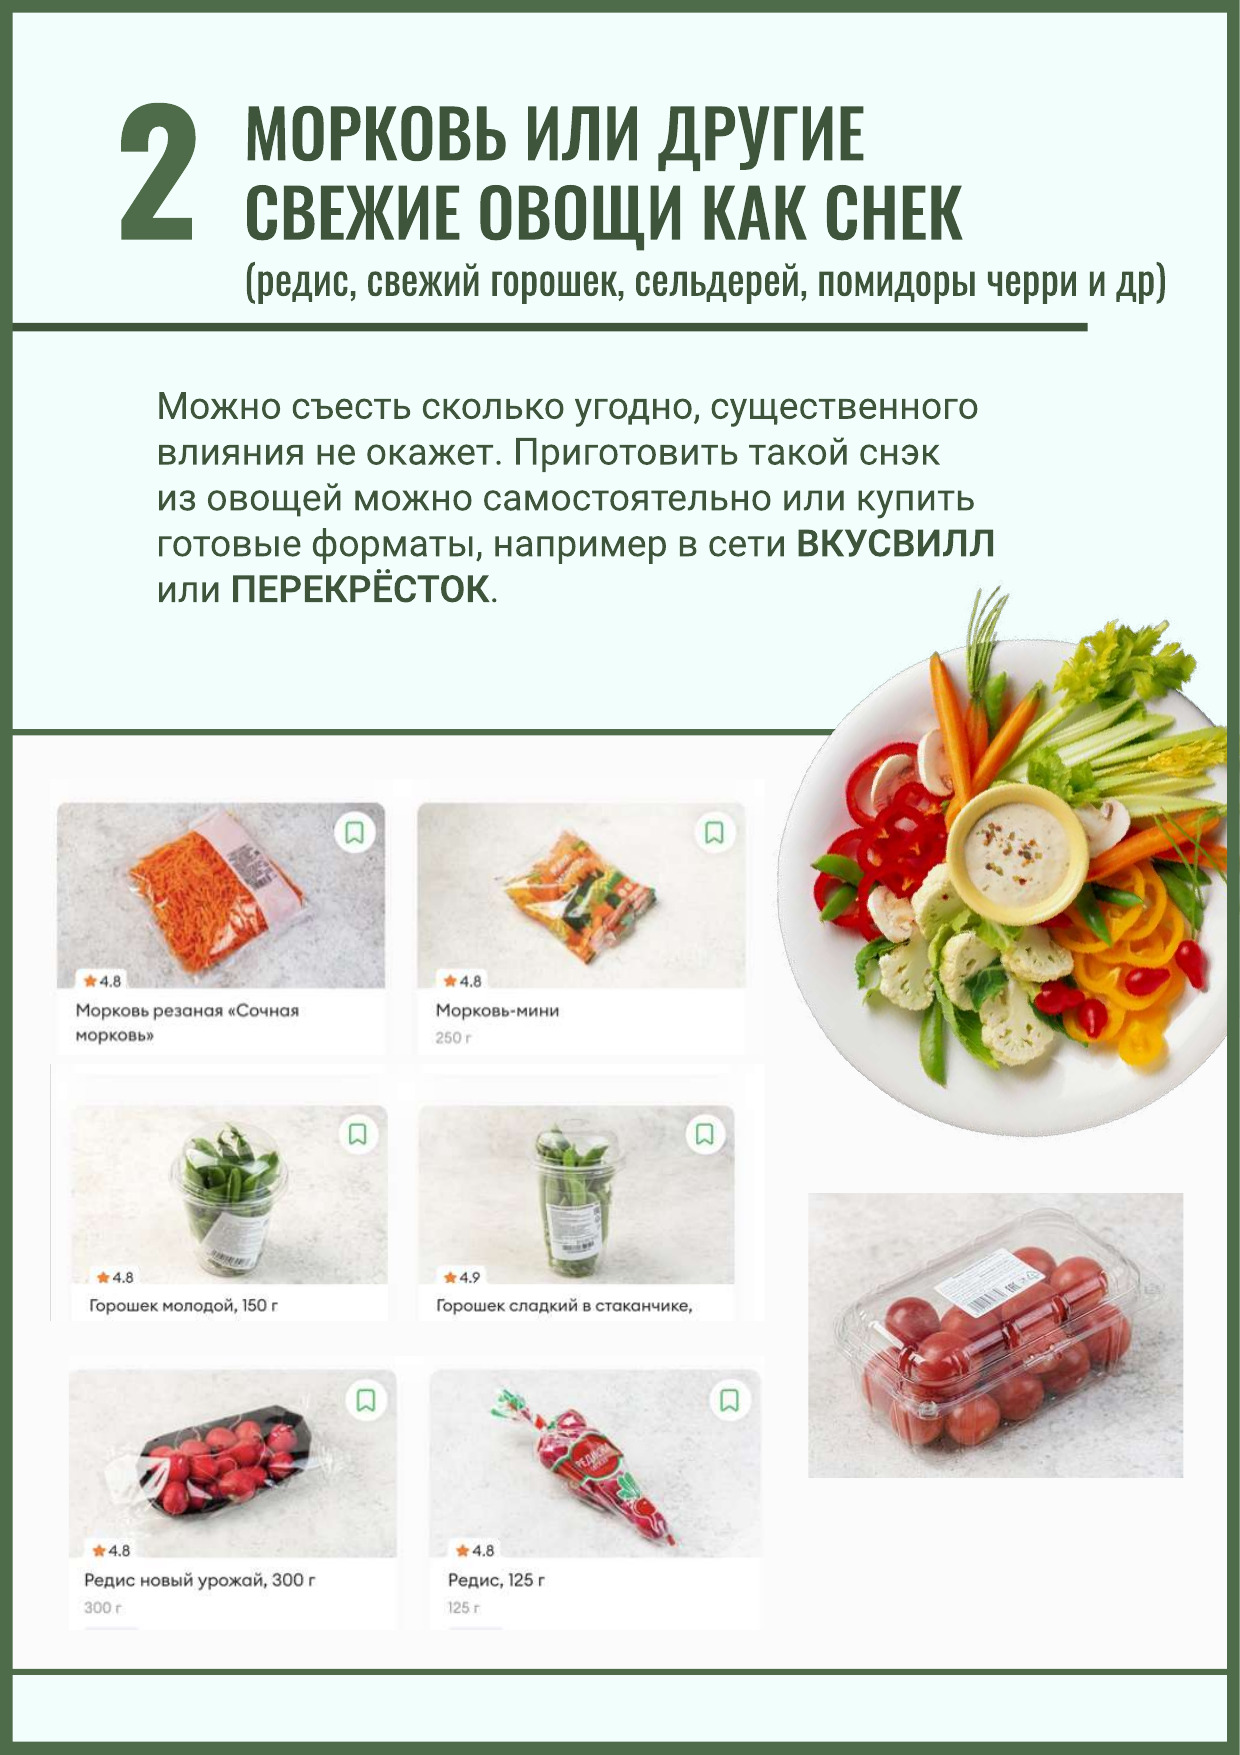 2
МОРКОВЬ ИЛИ ДРУГИЕ
СВЕЖИЕ ОВОЩИ КАК СНЕК
(редис, свежий горошек, сельдерей, помидоры черри и др)
Можно съесть сколько угодно, существенного
влияния не окажет. Приготовить такой снэк
из овощей можно самостоятельно или купить
готовые форматы, например в сети ВКУСВИЛЛ
или ПЕРЕКРЁСТОК.
4.8
Морковь резаная «Сочная
морковь»
4.8
Морковь-мини
250 г
4.8
Горошек молодой, 150 г
4.9
Горошек сладкий в стаканчике,
4.8
Редис новый урожай, 300 г
300 г
4.8
Редис, 125 г
125 г